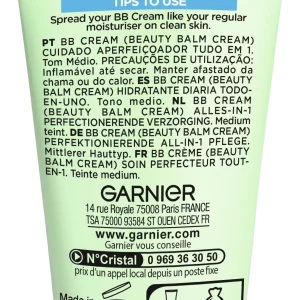 TIPS TO USE
Spread your BB Cream like your regular
moisturiser on clean skin.
PT BB CREAM (BEAUTY BALM CREAM)
CUIDADO APERFEIÇOADOR TUDO EM 1.
Tom Médio. PRECAUÇÕES DE UTILIZAÇÃO:
Inflamável até secar. Manter afastado da
chama ou do calor. ES BB CREAM (BEAUTY
BALM CREAM) HIDRATANTE DIARIA TODO-
EN-UNO. Tono medio. NL BB CREAM
(BEAUTY BALM CREAM) ALLES-IN-1
PERFECTIONERENDE VERZORGING. Medium
teint. DE BB CREAM (BEAUTY BALM CREAM)
PERFEKTIONIERENDE ALL-IN-1 PFLEGE.
Mittlerer Hauttyp. FR BB CRÈME (BEAUTY
BALM CREAM) SOIN PERFECTEUR TOUT-
EN-1. Teinte medium.
GARNIER
14 rue Royale 75008 Paris FRANCE
TSA 75000 93584 ST OUEN CEDEX FR
www.garnier.com
Garnier vous conseille
N°Cristal 0 969 36 30 50
prix d'un appel local depuis un poste fixe